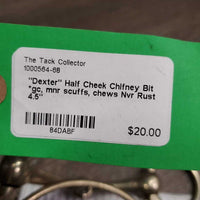 The Tack Collector
1000564-68
"Dexter" Half Cheek Chifney Bit
*gc, mnr scuffs, chews Nvr Rust
4.5"
84DA8F
$20.00